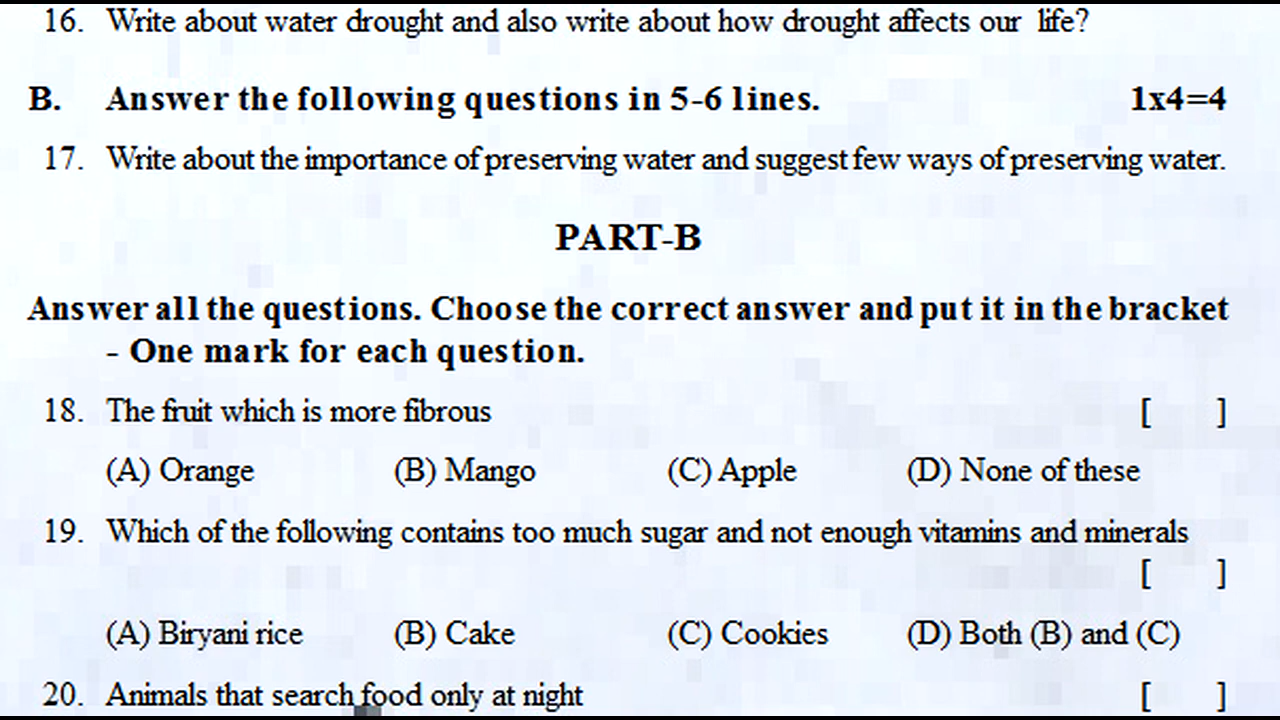 16. Write about water drought and also write about how drought affects our life?
B. Answer the following questions in 5-6 lines. 1x4=4
17. Write about the importance of preserving water and suggest few ways of preserving water.
PART-B
Answer all the questions. Choose the correct answer and put it in the bracket
- One mark for each question.
18. The fruit which is more fibrous [ ]
(A) Orange (B) Mango (C) Apple (D) None of these
19. Which of the following contains too much sugar and not enough vitamins and minerals
[ ]
(A) Biryani rice (B) Cake (C) Cookies (D) Both (B) and (C)
20. Animals that search food only at night [ ]